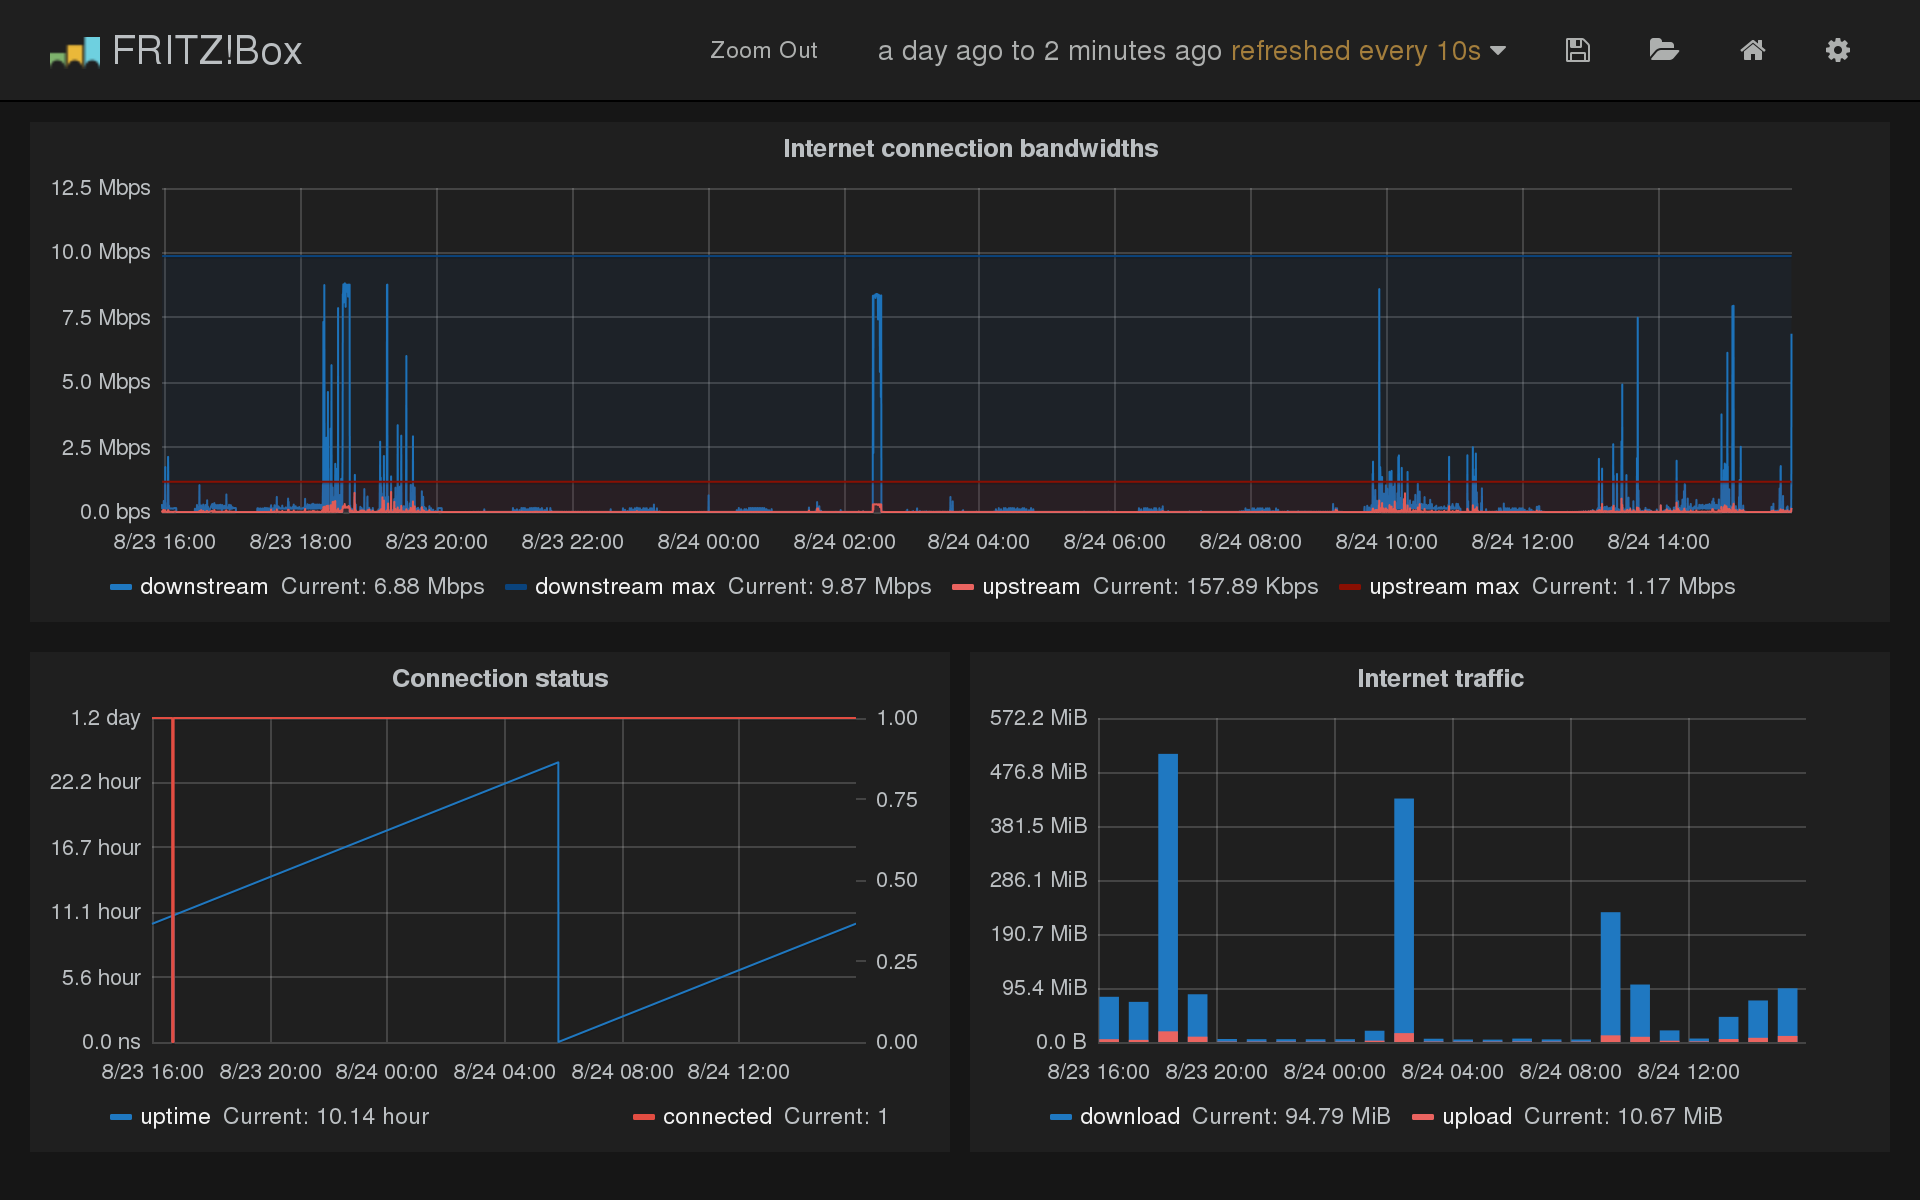 FRITZ!Box Zoom Out a day ago to 2 minutes ago refreshed every 10s
Internet connection bandwidths
12.5 Mbps
10.0 Mbps
7.5 Mbps
5.0 Mbps
2.5 Mbps
0.0 bps
8/23 16:00 8/23 18:00 8/23 20:00 8/23 22:00 8/24 00:00 8/24 02:00 8/24 04:00 8/24 06:00 8/24 08:00 8/24 10:00 8/24 12:00 8/24 14:00
downstream Current: 6.88 Mbps downstream max Current: 9.87 Mbps upstream Current: 157.89 Kbps upstream max Current: 1.17 Mbps
Connection status
1.2 day 1.00
22.2 hour 0.75
16.7 hour 0.50
11.1 hour 0.25
5.6 hour 0.00
0.0 ns
8/23 16:00 8/23 20:00 8/24 00:00 8/24 04:00 8/24 08:00 8/24 12:00
uptime Current: 10.14 hour connected Current: 1
Internet traffic
572.2 MiB
476.8 MiB
381.5 MiB
286.1 MiB
190.7 MiB
95.4 MiB
0.0 B
8/23 16:00 8/23 20:00 8/24 00:00 8/24 04:00 8/24 08:00 8/24 12:00
download Current: 94.79 MiB upload Current: 10.67 MiB